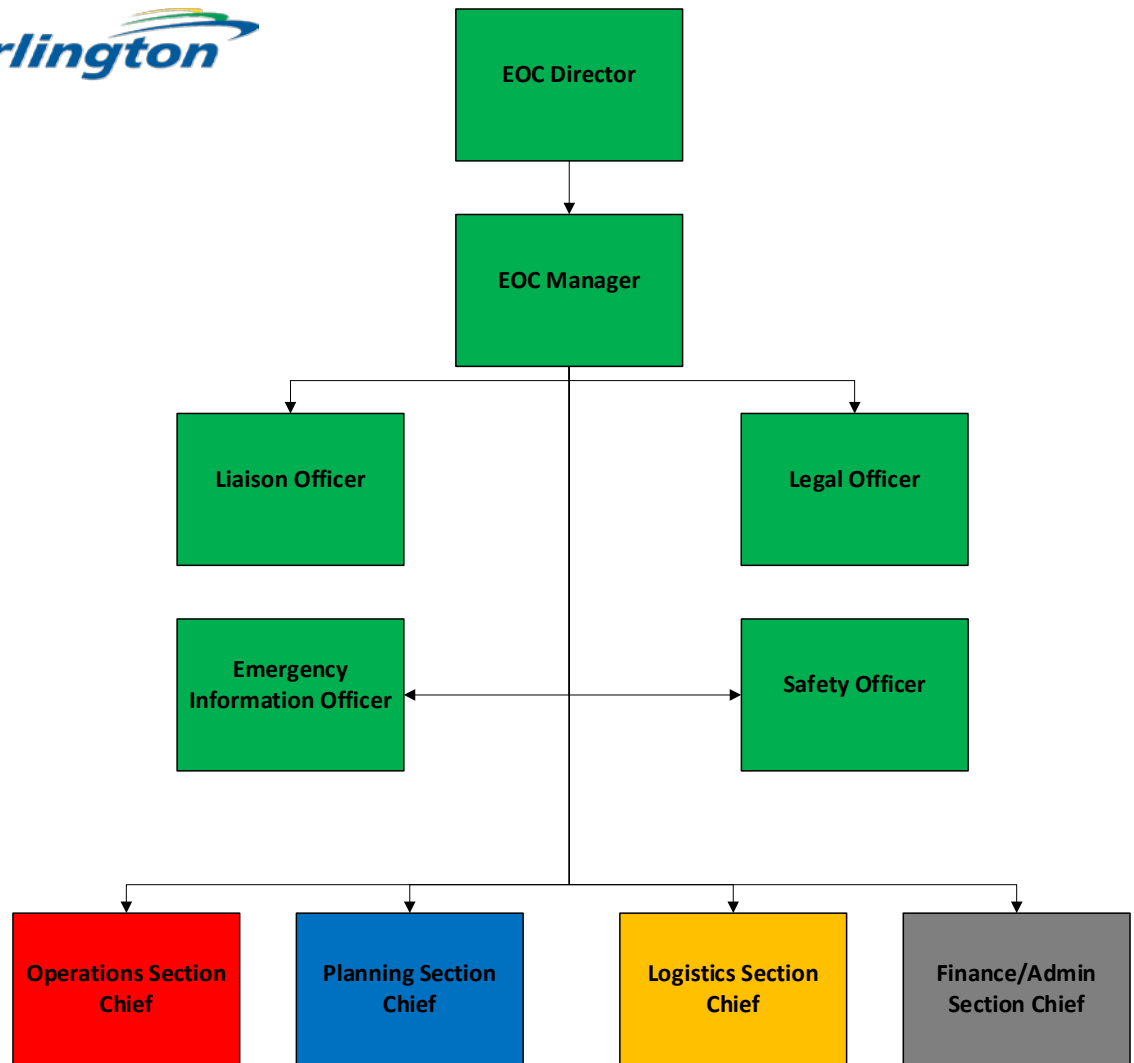 rlington
EOC Director
EOC Manager
Liaison Officer
Legal Officer
Emergency
Information Officer
Safety Officer
Operations Section
Chief
Planning Section
Chief
Logistics Section
Chief
Finance/Admin
Section Chief